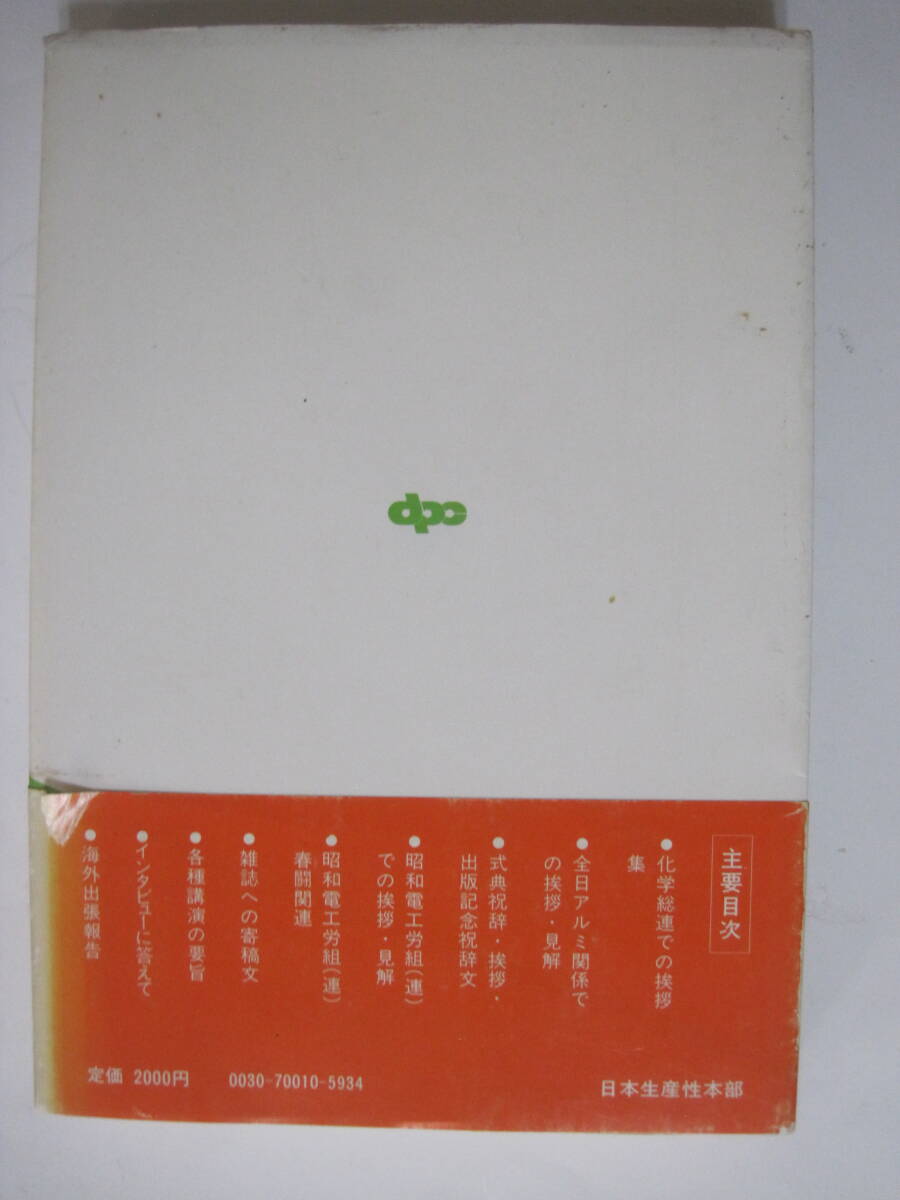 dpc
主要目次
●化学総連での挨拶
集
●全日アルミ関係で
の挨拶・見解
●式典祝辞・挨拶・
出版記念祝辞文
●昭和電工労組(連)
での挨拶・見解
●昭和電工労組(連)
春闘関連
●雑誌への寄稿文
●各種講演の要旨
●インタビューに答えて
●海外出張報告
定価 2000円 0030-70010-5934 日本生産性本部